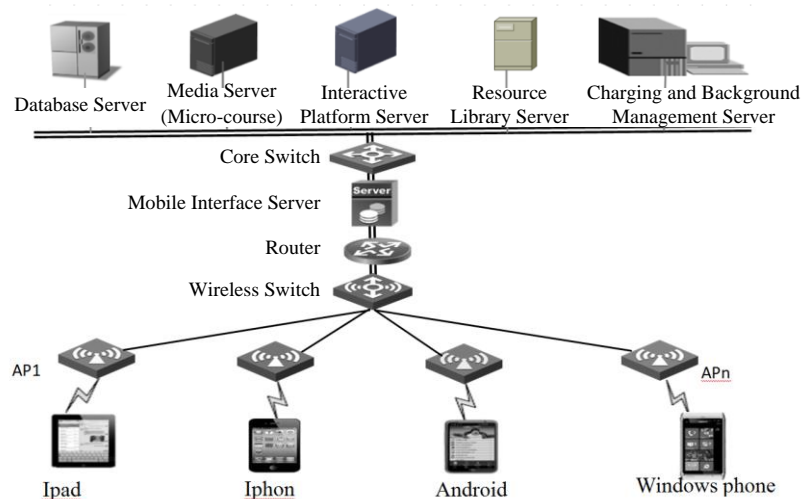 Database Server
Media Server
(Micro-course)
Interactive
Platform Server
Resource
Library Server
Charging and Background
Management Server
Core Switch
Mobile Interface Server
Server
Router
Wireless Switch
AP1
APn
Ipad
Iphon
Android
Windows phone